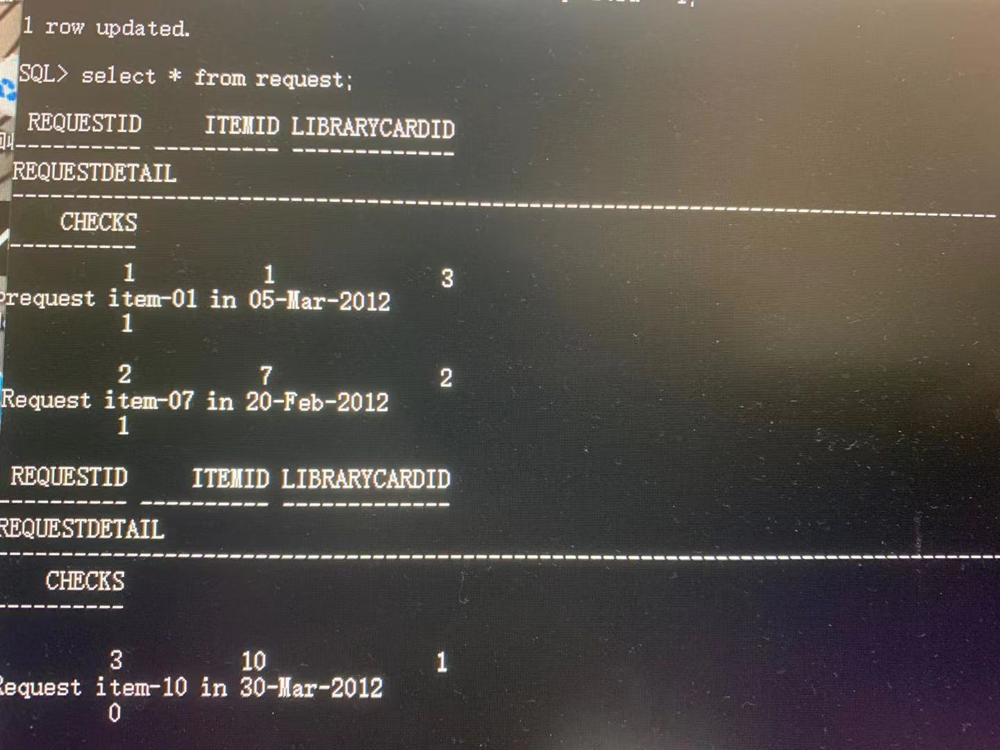 1 row updated.
SQL> select * from request;
REQUESTID ITEMID LIBRARYCARDID
---------- ---------- -------------
REQUESTDETAIL
--------------------------------------------------------------------------------
CHECKS
----------
1 1 3
request item-01 in 05-Mar-2012
1
2 7 2
Request item-07 in 20-Feb-2012
1
REQUESTID ITEMID LIBRARYCARDID
---------- ---------- -------------
REQUESTDETAIL
--------------------------------------------------------------------------------
CHECKS
----------
3 10 1
Request item-10 in 30-Mar-2012
0